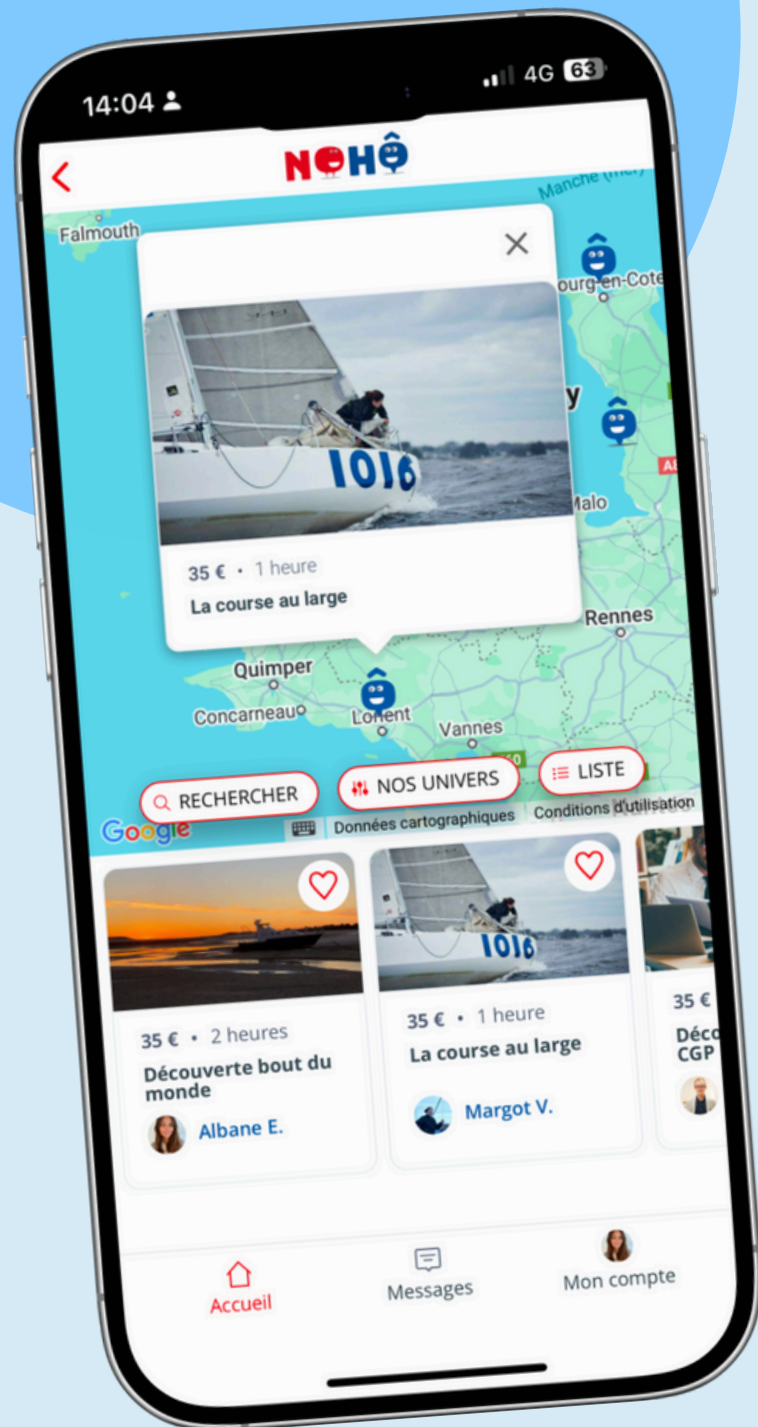 14:04
4G 63
NOHÔ
Manche (mer)
Falmouth
ourg-en-Cote
y
1016
Malo
35 € • 1 heure
La course au large
Rennes
Quimper
Concarneau
Lorient
Vannes
RECHERCHER
NOS UNIVERS
LISTE
Google
Données cartographiques
Conditions d'utilisation
1016
35 € • 2 heures
Découverte bout du
monde
Albane E.
35 € • 1 heure
La course au large
Margot V.
35 €
Déco
CGP
Accueil
Messages
Mon compte